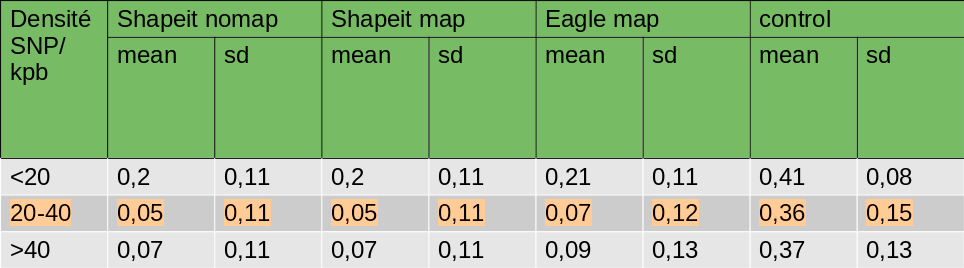 Densité SNP/ kpb Shapeit nomap Shapeit map Eagle map control
mean sd mean sd mean sd mean sd
<20 0,2 0,11 0,2 0,11 0,21 0,11 0,41 0,08
20-40 0,05 0,11 0,05 0,11 0,07 0,12 0,36 0,15
>40 0,07 0,11 0,07 0,11 0,09 0,13 0,37 0,13